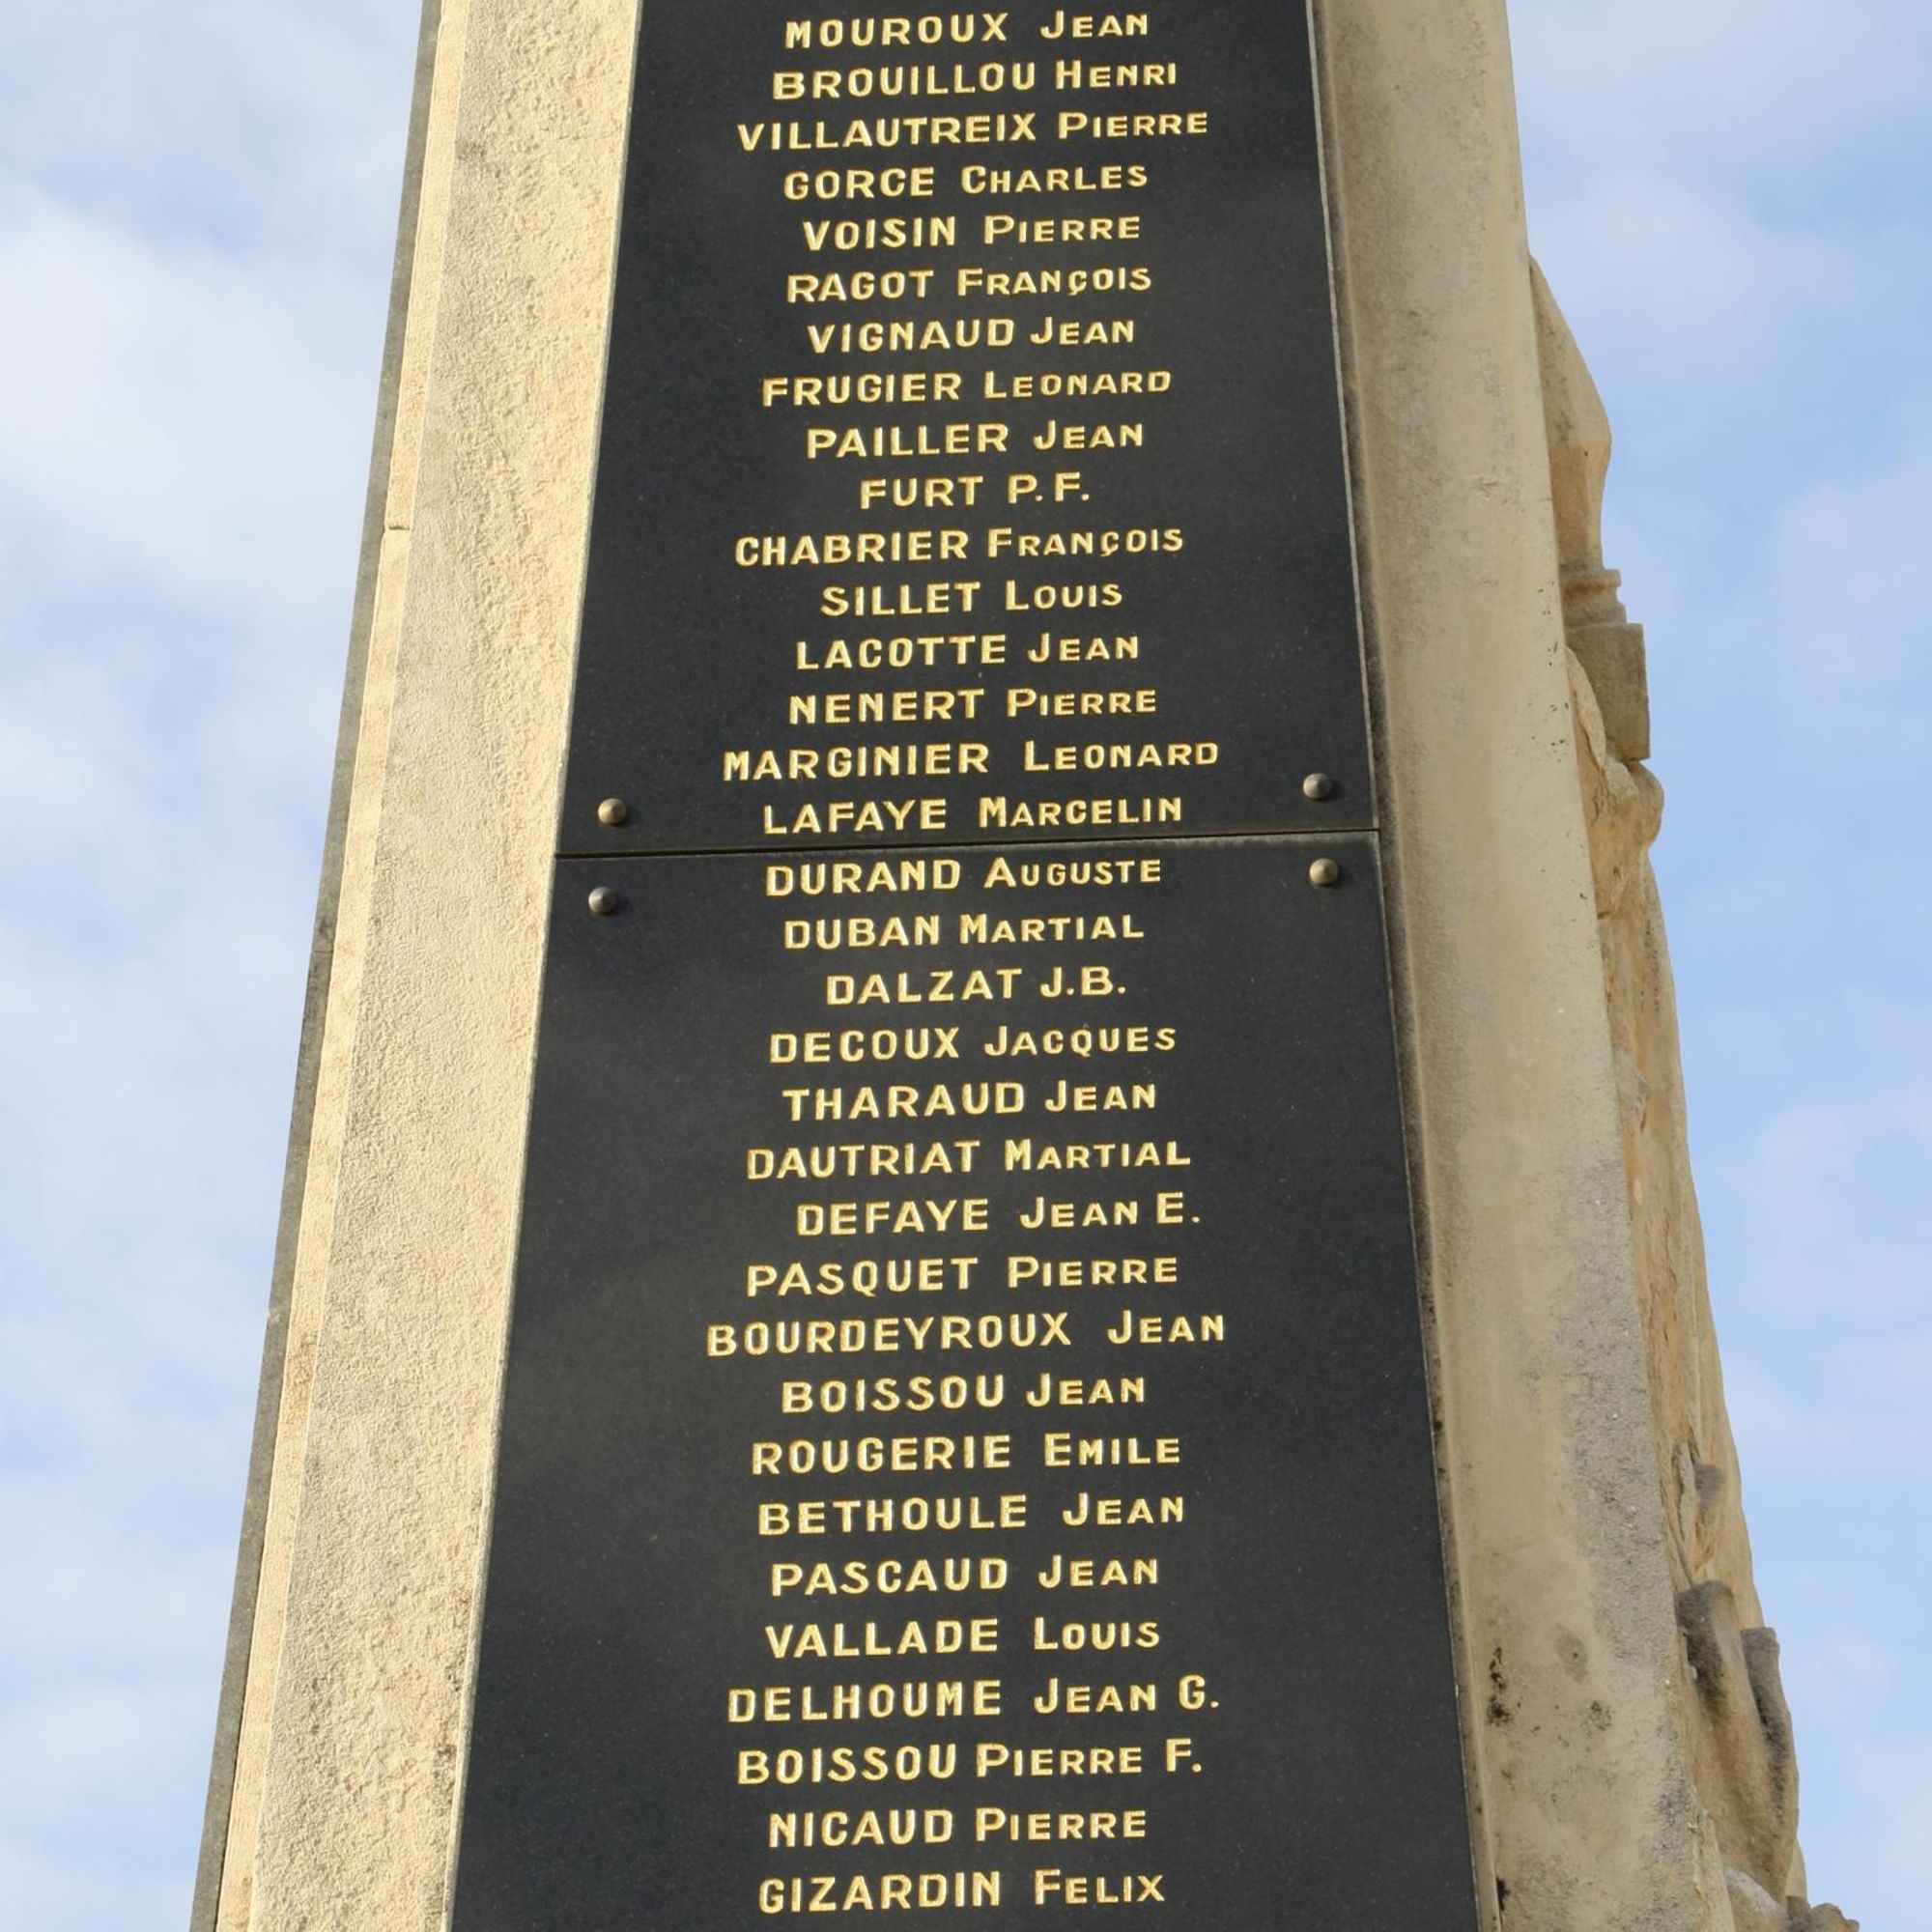 MOUROUX JEAN
BROUILLOU HENRI
VILLAUTREIX PIERRE
GORCE CHARLES
VOISIN PIERRE
RAGOT FRANÇOIS
VIGNAUD JEAN
FRUGIER LEONARD
PAILLER JEAN
FURT P.F.
CHABRIER FRANÇOIS
SILLET LOUIS
LACOTTE JEAN
NENERT PIERRE
MARGINIER LEONARD
LAFAYE MARCELIN
DURAND AUGUSTE
DUBAN MARTIAL
DALZAT J.B.
DECOUX JACQUES
THARAUD JEAN
DAUTRIAT MARTIAL
DEFAYE JEAN E.
PASQUET PIERRE
BOURDEYROUX JEAN
BOISSOU JEAN
ROUGERIE EMILE
BETHOULE JEAN
PASCAUD JEAN
VALLADE LOUIS
DELHOUME JEAN G.
BOISSOU PIERRE F.
NICAUD PIERRE
GIZARDIN FELIX